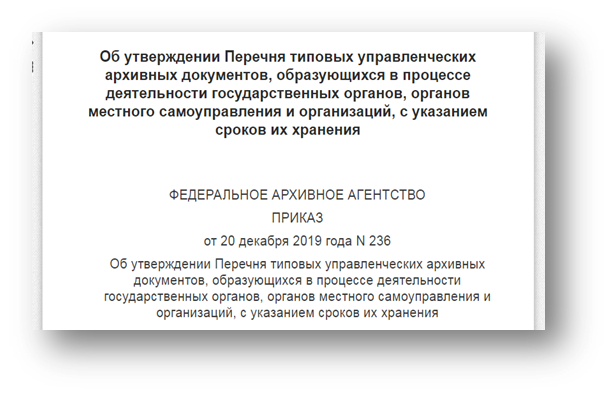 Об утверждении Перечня типовых управленческих
архивных документов, образующихся в процессе
деятельности государственных органов, органов
местного самоуправления и организаций, с указанием
сроков их хранения
ФЕДЕРАЛЬНОЕ АРХИВНОЕ АГЕНТСТВО
ПРИКАЗ
от 20 декабря 2019 года N 236
Об утверждении Перечня типовых управленческих архивных
документов, образующихся в процессе деятельности
государственных органов, органов местного самоуправления и
организаций, с указанием сроков их хранения